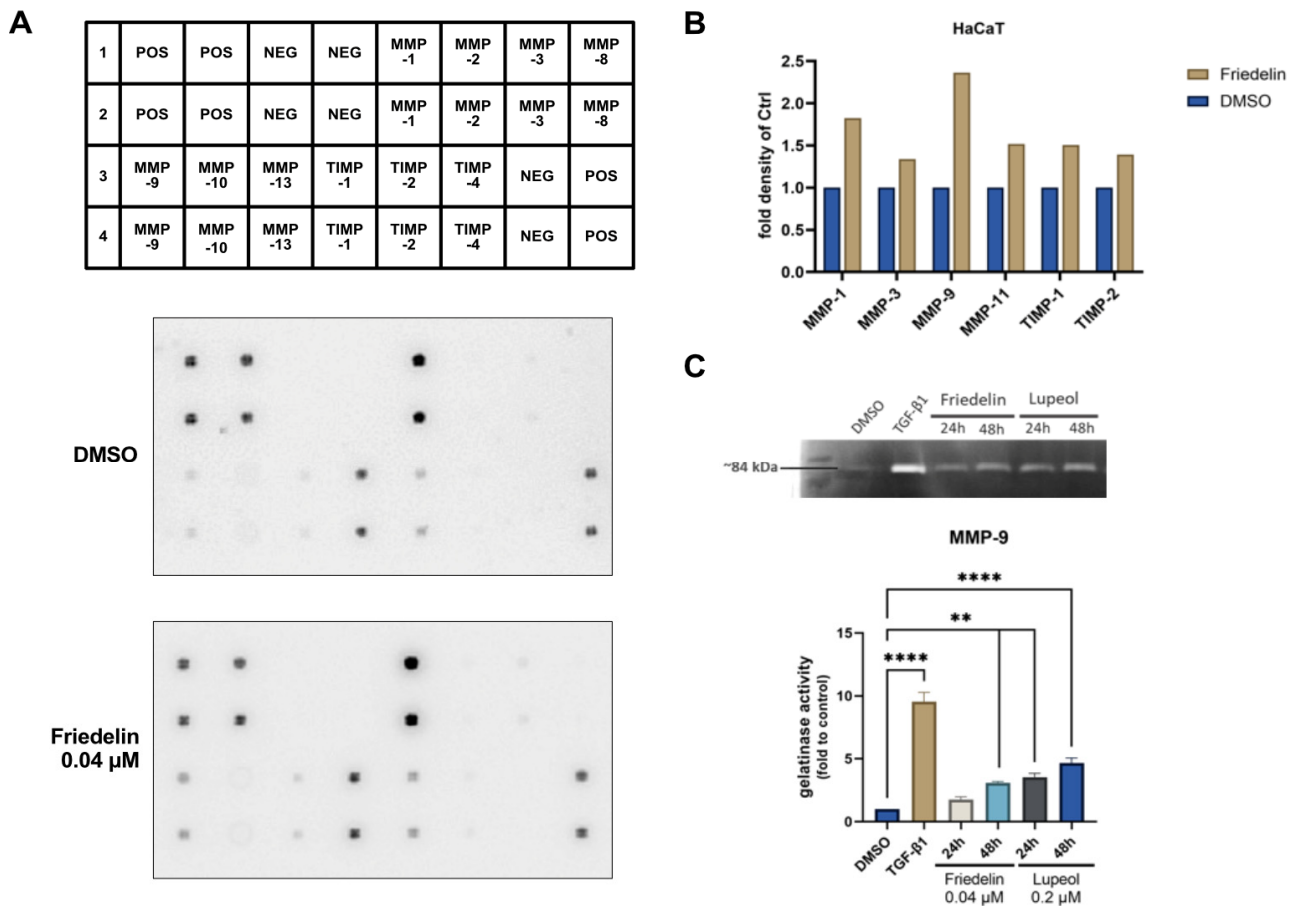 A
1 POS POS NEG NEG MMP -1 MMP -2 MMP -3 MMP -8
2 POS POS NEG NEG MMP -1 MMP -2 MMP -3 MMP -8
3 MMP -9 MMP -10 MMP -13 TIMP -1 TIMP -2 TIMP -4 NEG POS
4 MMP -9 MMP -10 MMP -13 TIMP -1 TIMP -2 TIMP -4 NEG POS
DMSO
Friedelin
0.04 µM
B
HaCaT
fold density of Ctrl
2.5
2.0
1.5
1.0
0.5
0.0
MMP-1 MMP-3 MMP-9 MMP-11 TIMP-1 TIMP-2
Friedelin
DMSO
C
DMSO TGF-β1 Friedelin Lupeol
24h 48h 24h 48h
~84 kDa
MMP-9
****
**
****
gelatinase activity
(fold to control)
15
10
5
0
DMSO TGF-β1 24h 48h 24h 48h
Friedelin Lupeol
0.04 µM 0.2 µM